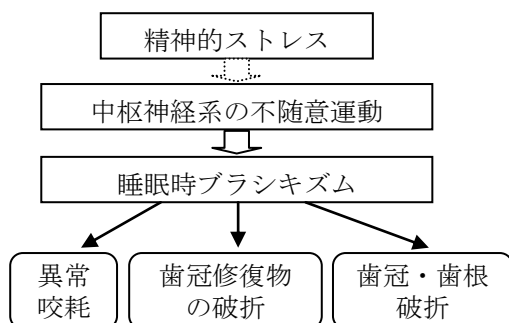 精神的ストレス
中枢神経系の不随意運動
睡眠時ブラシキズム
異常
咬耗
歯冠修復物
の破折
歯冠・歯根
破折